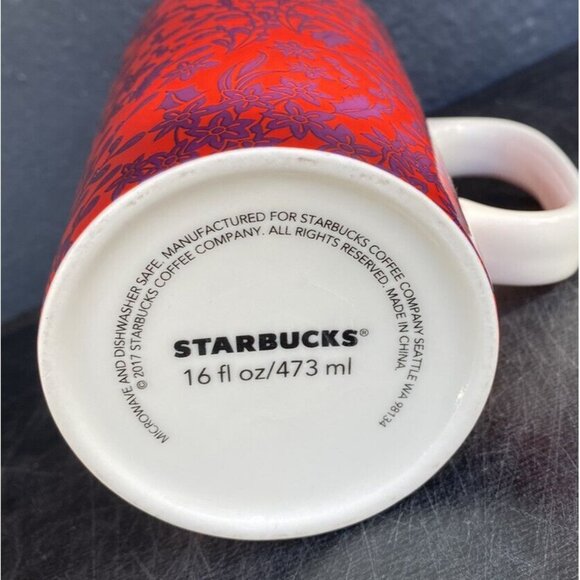 MICROWAVE AND DISHWASHER SAFE. MANUFACTURED FOR STARBUCKS COFFEE COMPANY SEATTLE WA 98134
© 2017 STARBUCKS COFFEE COMPANY. ALL RIGHTS RESERVED. MADE IN CHINA.
STARBUCKS®
16 fl oz/473 ml